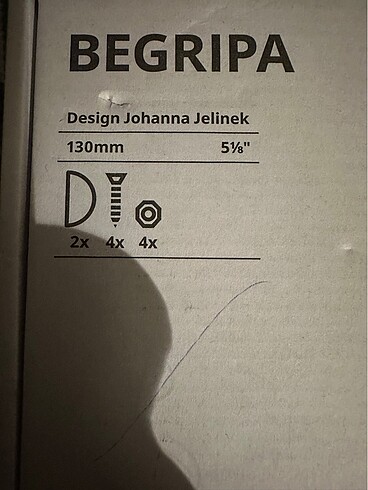 BEGRIPA
Design Johanna Jelinek
130mm 5⅛"
2x 4x 4x